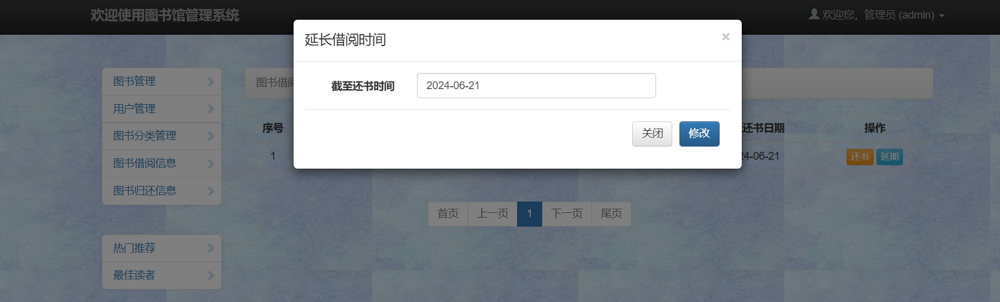 欢迎使用图书馆管理系统
欢迎您，管理员 (admin)
延长借阅时间
×
截至还书时间
2024-06-21
关闭
修改
图书管理
用户管理
图书分类管理
图书借阅信息
图书归还信息
热门推荐
最佳读者
图书借阅
序号
还书日期
操作
1
24-06-21
还书
延期
首页
上一页
1
下一页
尾页